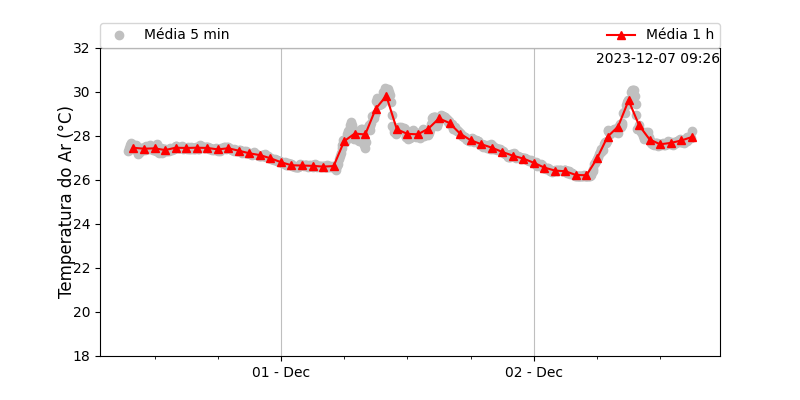 Média 5 min
Média 1 h
2023-12-07 09:26
Temperatura do Ar (°C)
32
30
28
26
24
22
20
18
01 - Dec
02 - Dec